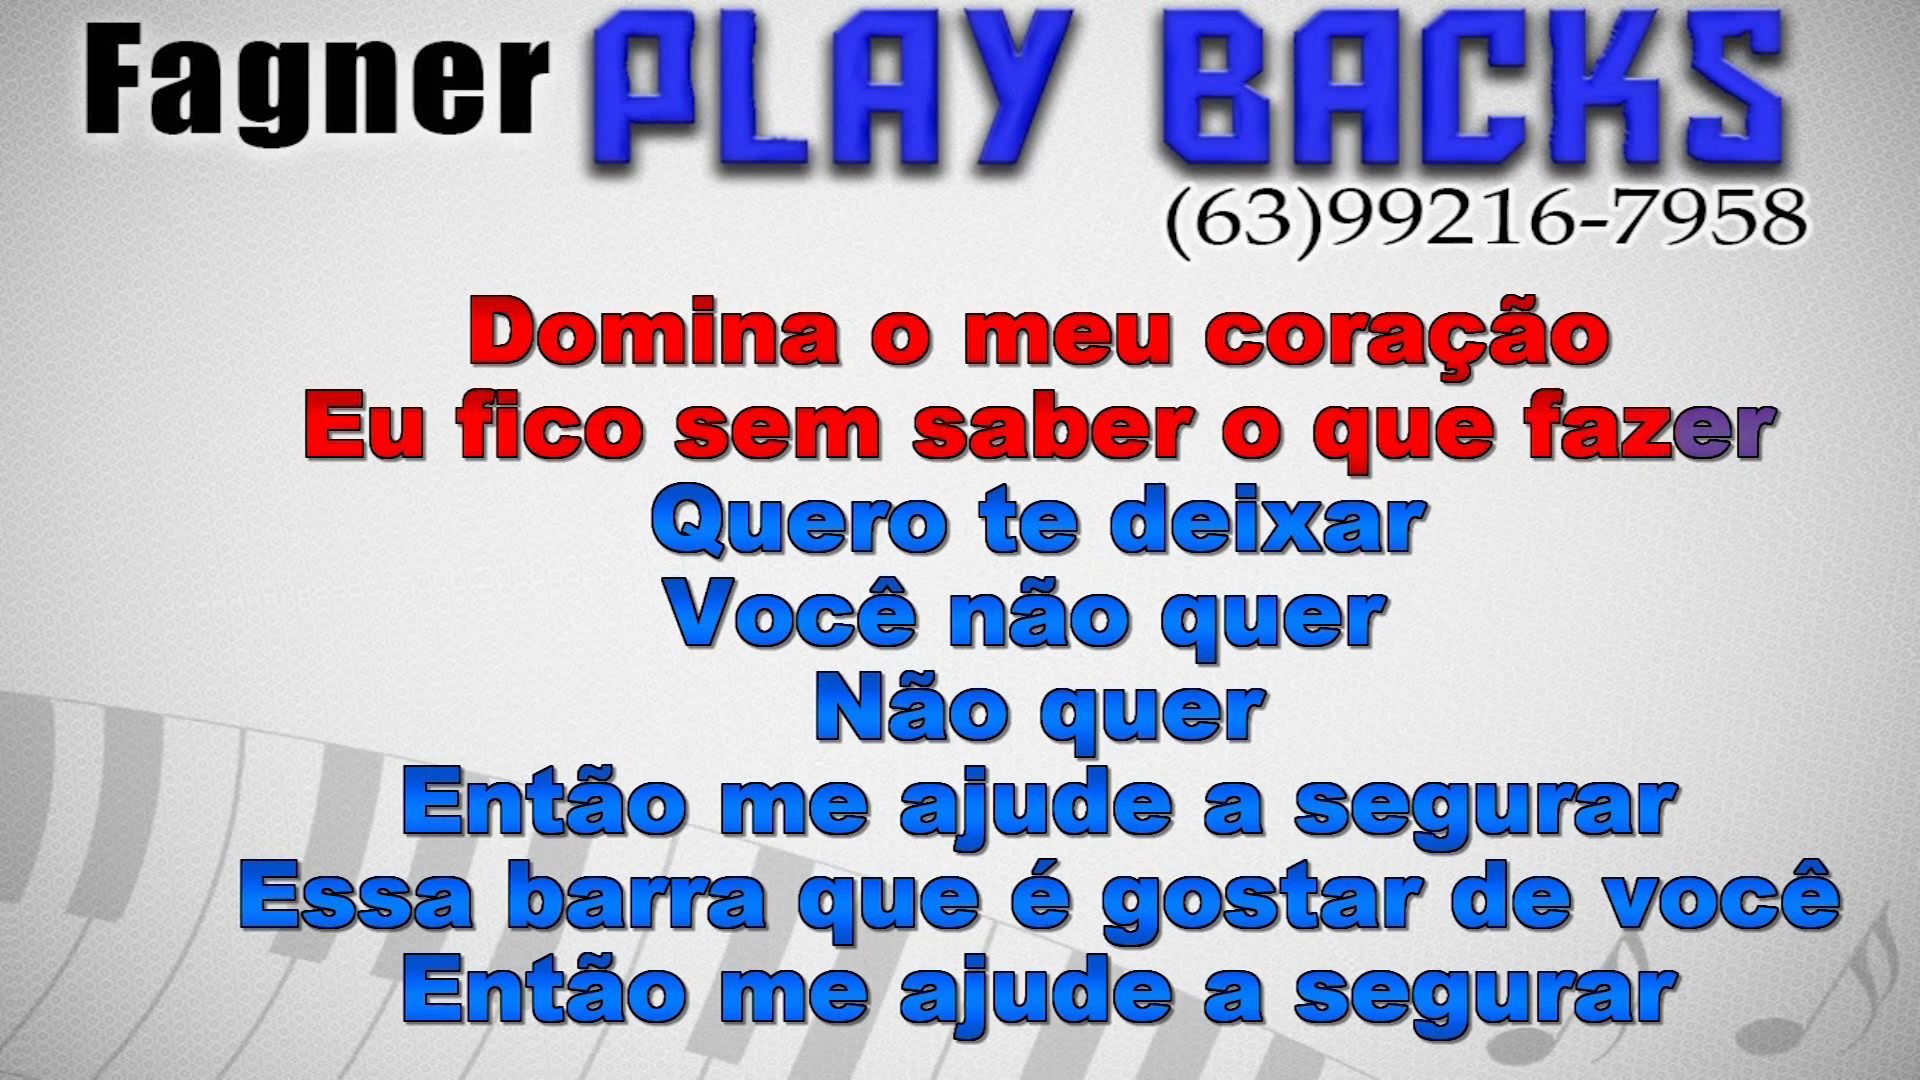 Fagner PLAY BACKS
(63)99216-7958
Domina o meu coração
Eu fico sem saber o que fazer
Quero te deixar
Você não quer
Não quer
Então me ajude a segurar
Essa barra que é gostar de você
Então me ajude a segurar